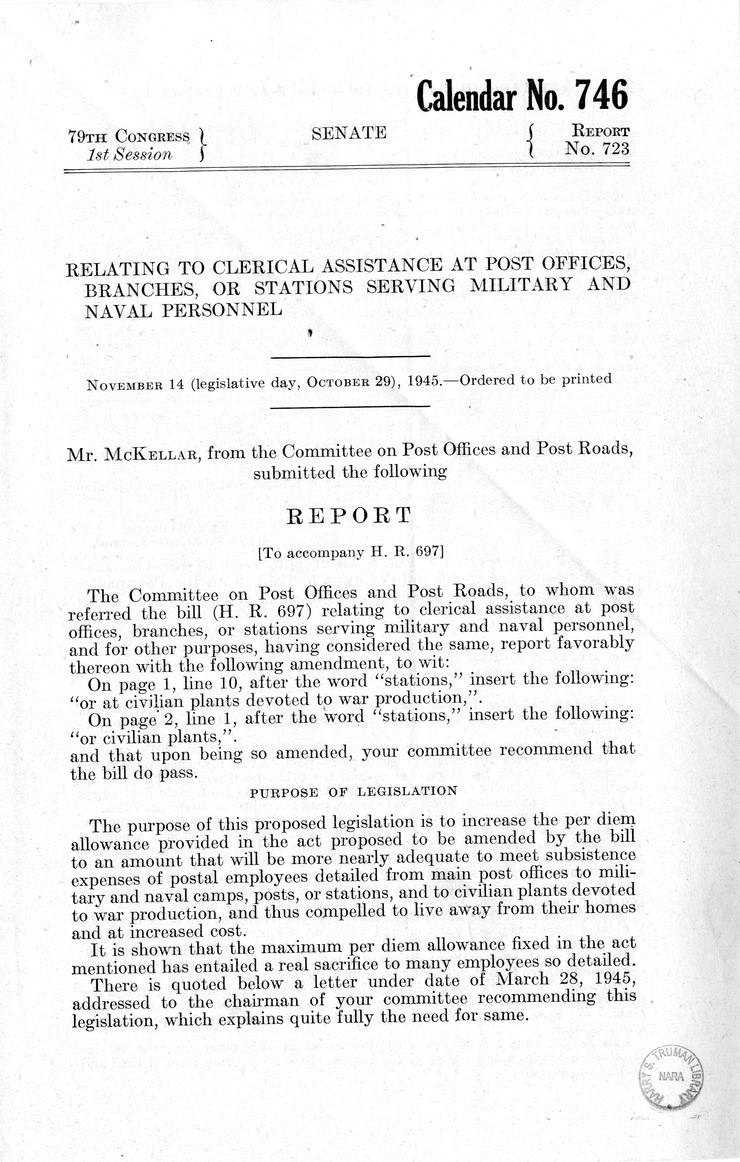 Calendar No. 746
79TH CONGRESS
1st Session
SENATE
REPORT
No. 723
RELATING TO CLERICAL ASSISTANCE AT POST OFFICES,
BRANCHES, OR STATIONS SERVING MILITARY AND
NAVAL PERSONNEL
NOVEMBER 14 (legislative day, OCTOBER 29), 1945.—Ordered to be printed
Mr. MCKELLAR, from the Committee on Post Offices and Post Roads,
submitted the following
REPORT
[To accompany H. R. 697]
The Committee on Post Offices and Post Roads, to whom was
referred the bill (H. R. 697) relating to clerical assistance at post
offices, branches, or stations serving military and naval personnel,
and for other purposes, having considered the same, report favorably
thereon with the following amendment, to wit:
On page 1, line 10, after the word "stations," insert the following:
"or at civilian plants devoted to war production,".
On page 2, line 1, after the word "stations," insert the following:
"or civilian plants,".
and that upon being so amended, your committee recommend that
the bill do pass.
PURPOSE OF LEGISLATION
The purpose of this proposed legislation is to increase the per diem
allowance provided in the act proposed to be amended by the bill
to an amount that will be more nearly adequate to meet subsistence
expenses of postal employees detailed from main post offices to mili-
tary and naval camps, posts, or stations, and to civilian plants devoted
to war production, and thus compelled to live away from their homes
and at increased cost.
It is shown that the maximum per diem allowance fixed in the act
mentioned has entailed a real sacrifice to many employees so detailed.
There is quoted below a letter under date of March 28, 1945,
addressed to the chairman of your committee recommending this
legislation, which explains quite fully the need for same.
HARRY S. TRUMAN LIBRARY
NARA